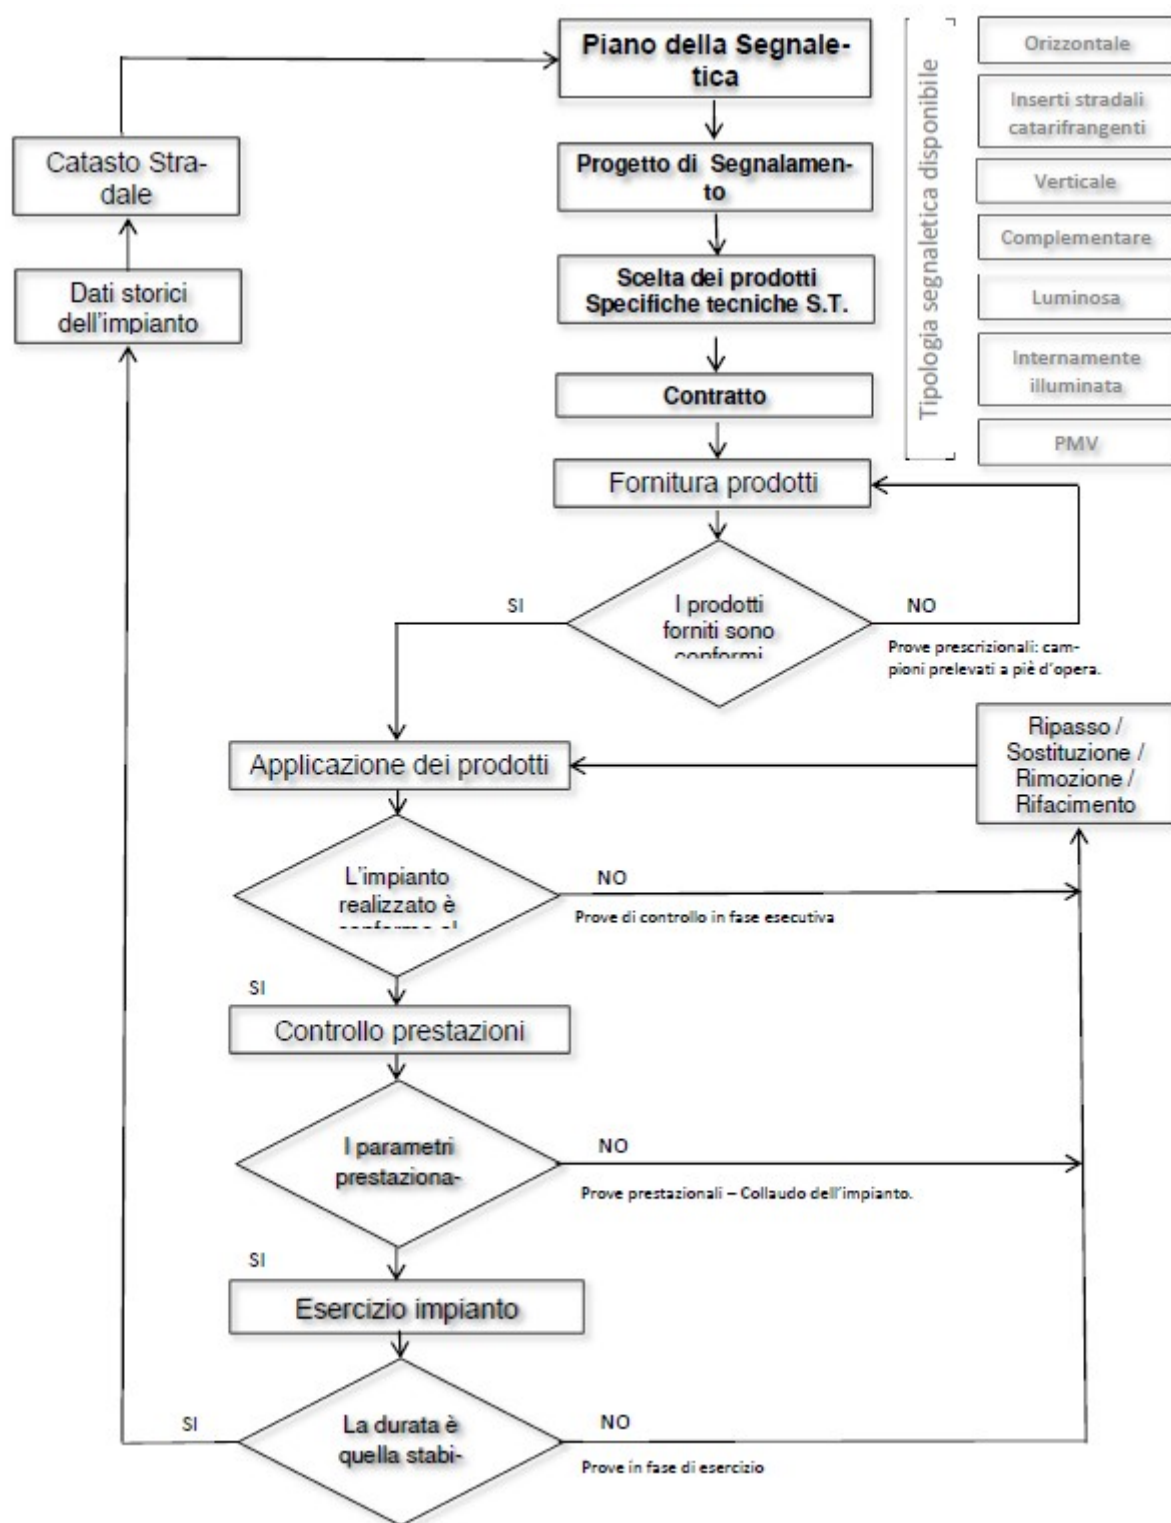 Piano della Segnale-
tica
Progetto di Segnalamen-
to
Scelta dei prodotti
Specifiche tecniche S.T.
Contratto
Fornitura prodotti
Tipologia segnaletica disponibile
Orizzontale
Inserti stradali
catarifrangenti
Verticale
Complementare
Luminosa
Internamente
illuminata
PMV
Catasto Stra-
dale
Dati storici
dell'impianto
SI
I prodotti
forniti sono
conformi
NO
Prove prescrizionali: cam-
pioni prelevati a piè d'opera.
Applicazione dei prodotti
Ripasso /
Sostituzione /
Rimozione /
Rifacimento
L'impianto
realizzato è
conforme al
NO
Prove di controllo in fase esecutiva
SI
Controllo prestazioni
I parametri
prestaziona-
NO
Prove prestazionali – Collaudo dell'impianto.
SI
Esercizio impianto
SI
La durata è
quella stabi-
NO
Prove in fase di esercizio